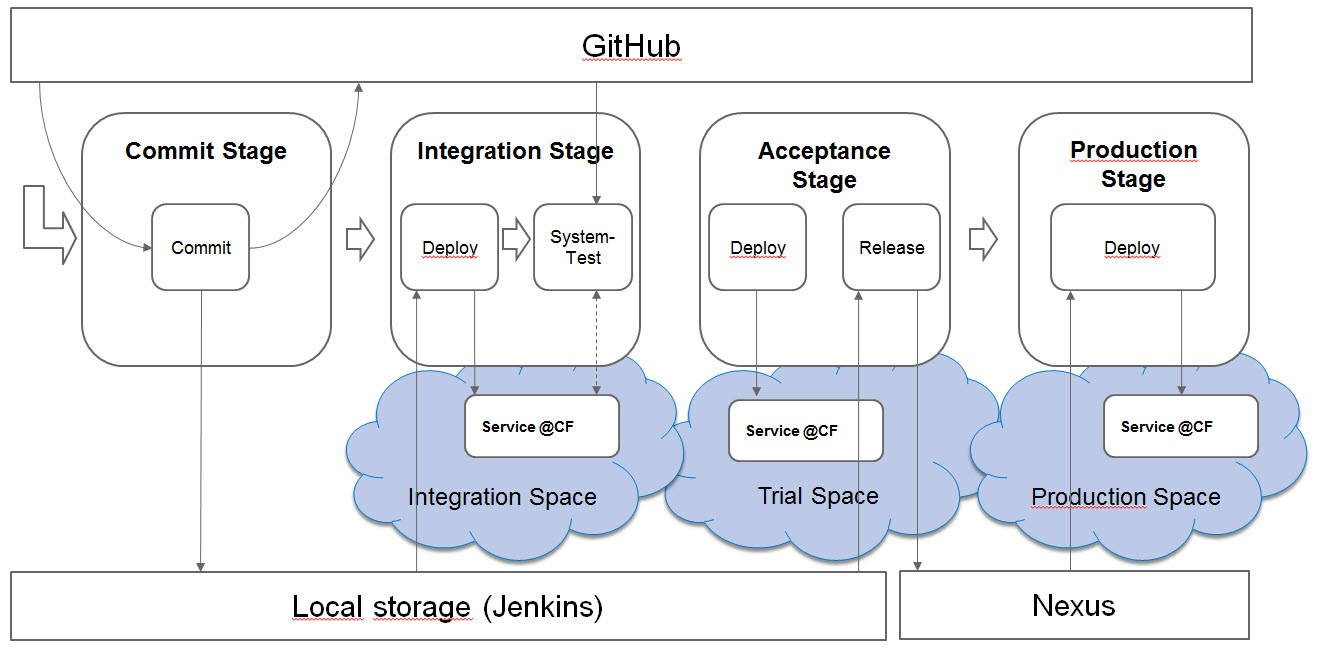 GitHub
Commit Stage
Commit
Integration Stage
Deploy
System-
Test
Acceptance
Stage
Deploy
Release
Production
Stage
Deploy
Service @CF
Integration Space
Service @CF
Trial Space
Service @CF
Production Space
Local storage (Jenkins)
Nexus